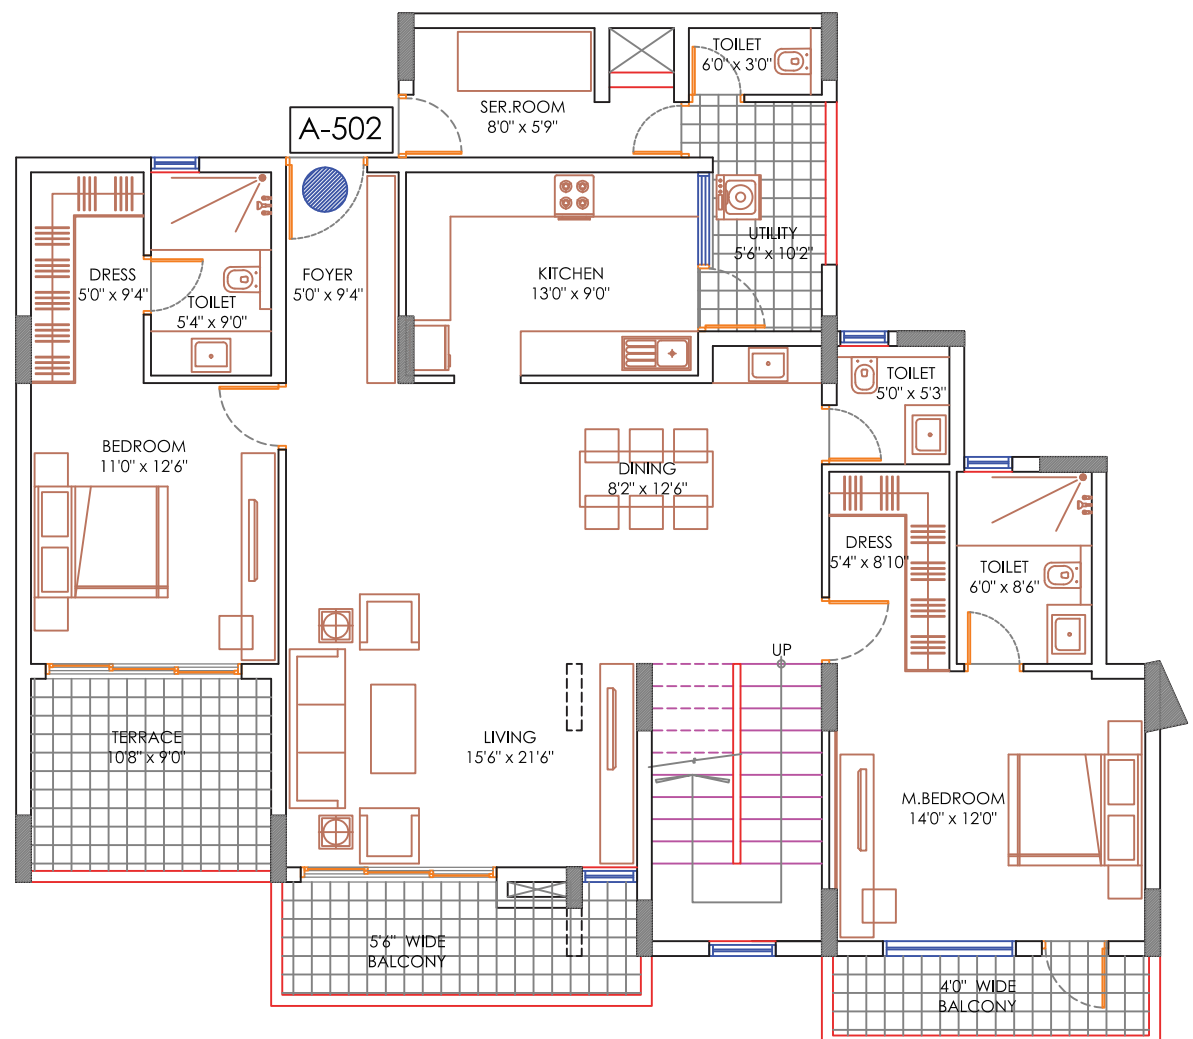 TOILET
6'0" x 3'0"
SER.ROOM
8'0" x 5'9"
A-502
UTILITY
5'6" x 10'2"
DRESS
5'0" x 9'4"
FOYER
5'0" x 9'4"
KITCHEN
13'0" x 9'0"
TOILET
5'4" x 9'0"
TOILET
5'0" x 5'3"
BEDROOM
11'0" x 12'6"
DINING
8'2" x 12'6"
DRESS
5'4" x 8'10"
TOILET
6'0" x 8'6"
UP
TERRACE
10'8" x 9'0"
LIVING
15'6" x 21'6"
M.BEDROOM
14'0" x 12'0"
5'6" WIDE
BALCONY
4'0" WIDE
BALCONY